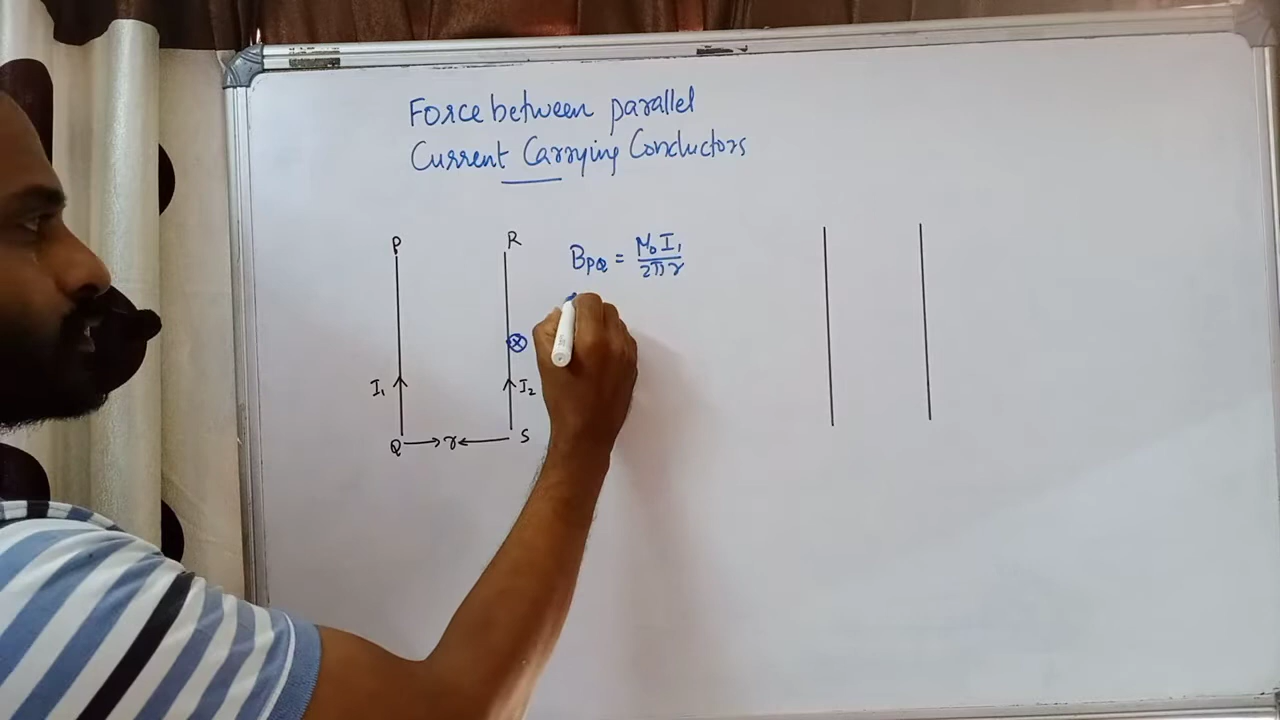 Force between parallel
Current Carrying Conductors
P
R
B_PQ = μ₀I₁/2πr
I₁
I₂
Q
r
S